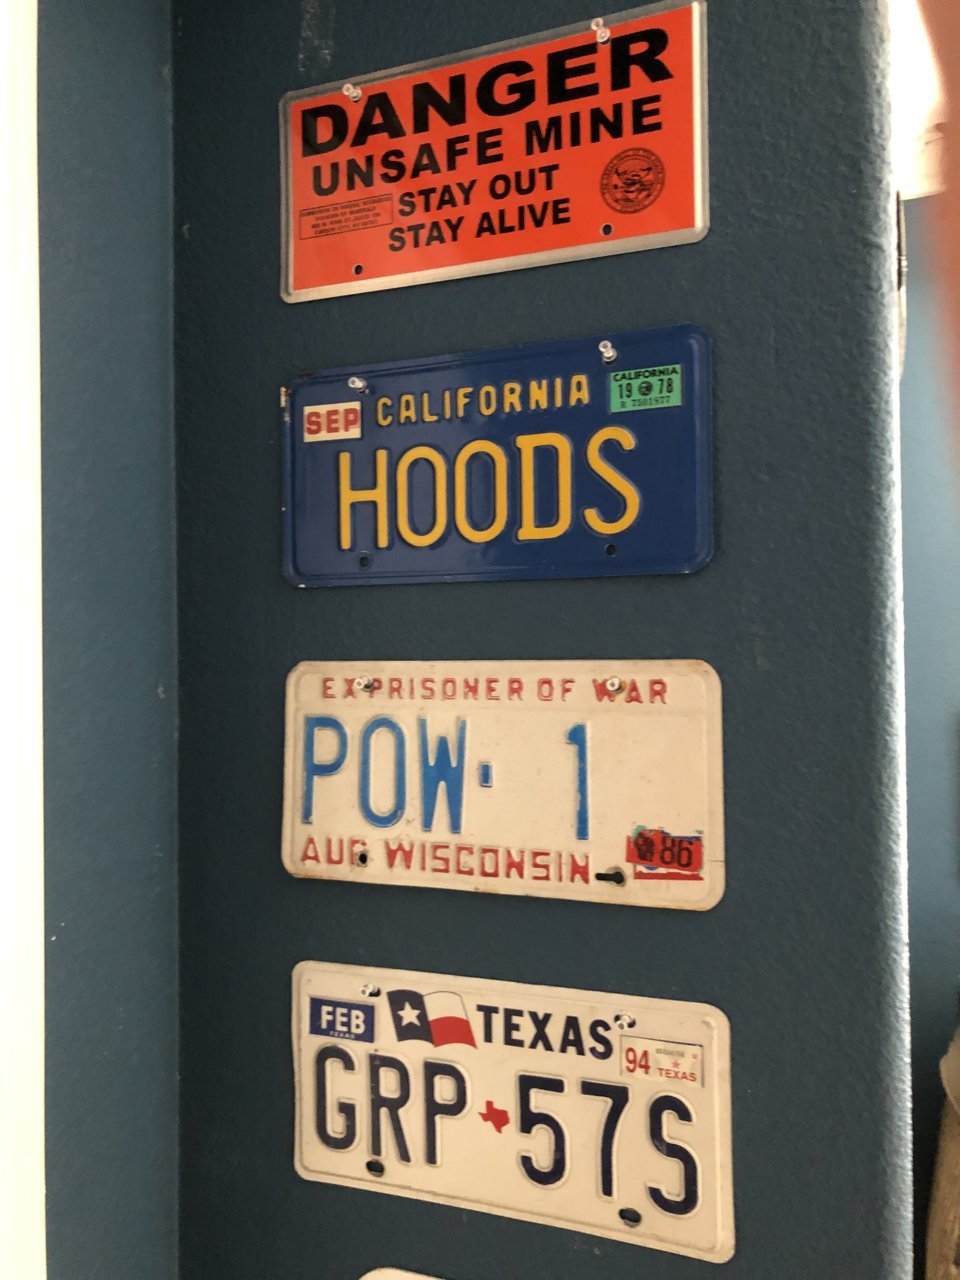 DANGER
UNSAFE MINE
STAY OUT
STAY ALIVE
SEP
CALIFORNIA
CALIFORNIA
19 78
HOODS
EX PRISONER OF WAR
POW 1
AUG WISCONSIN
86
FEB
TEXAS
TEXAS
94
TEXAS
GRP 57S